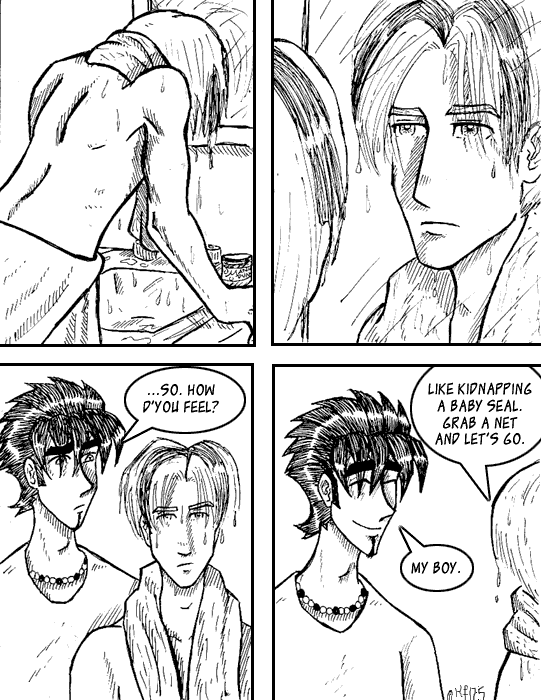 ...SO. HOW
D'YOU FEEL?
LIKE KIDNAPPING
A BABY SEAL.
GRAB A NET
AND LET'S GO.
MY BOY.